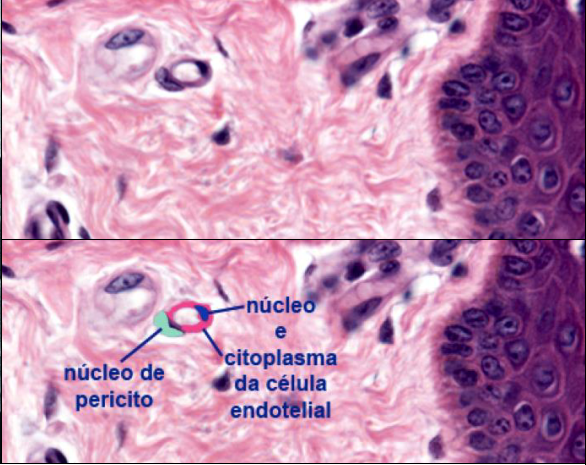 núcleo
e
citoplasma
da célula
endotelial
núcleo de
pericito